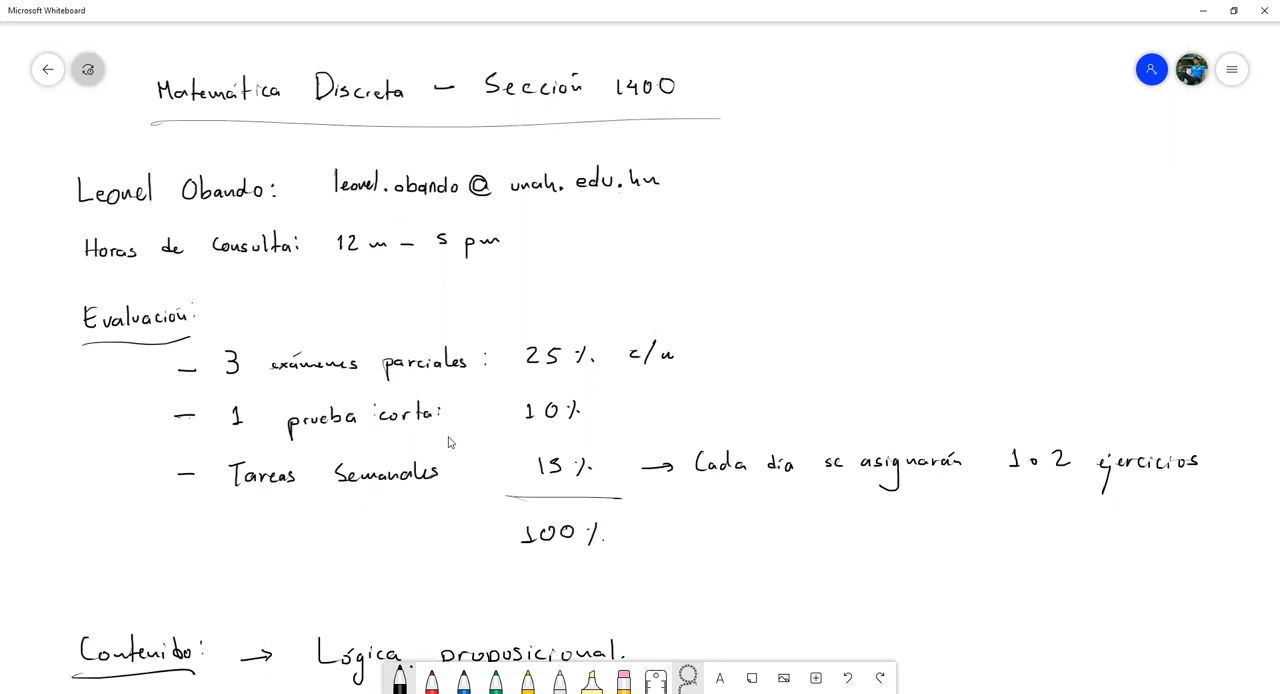 Microsoft Whiteboard
Matemática Discreta - Sección 1400
Leonel Obando: leonel.obando@unah.edu.hn
Horas de Consulta: 12 m - 5 pm
Evaluación:
- 3 exámenes parciales: 25 % c/u
- 1 prueba corta: 10 %
- Tareas Semanales 15 % → Cada día se asignarán 1 o 2 ejercicios
100 %
Contenido: → Lógica proposicional.